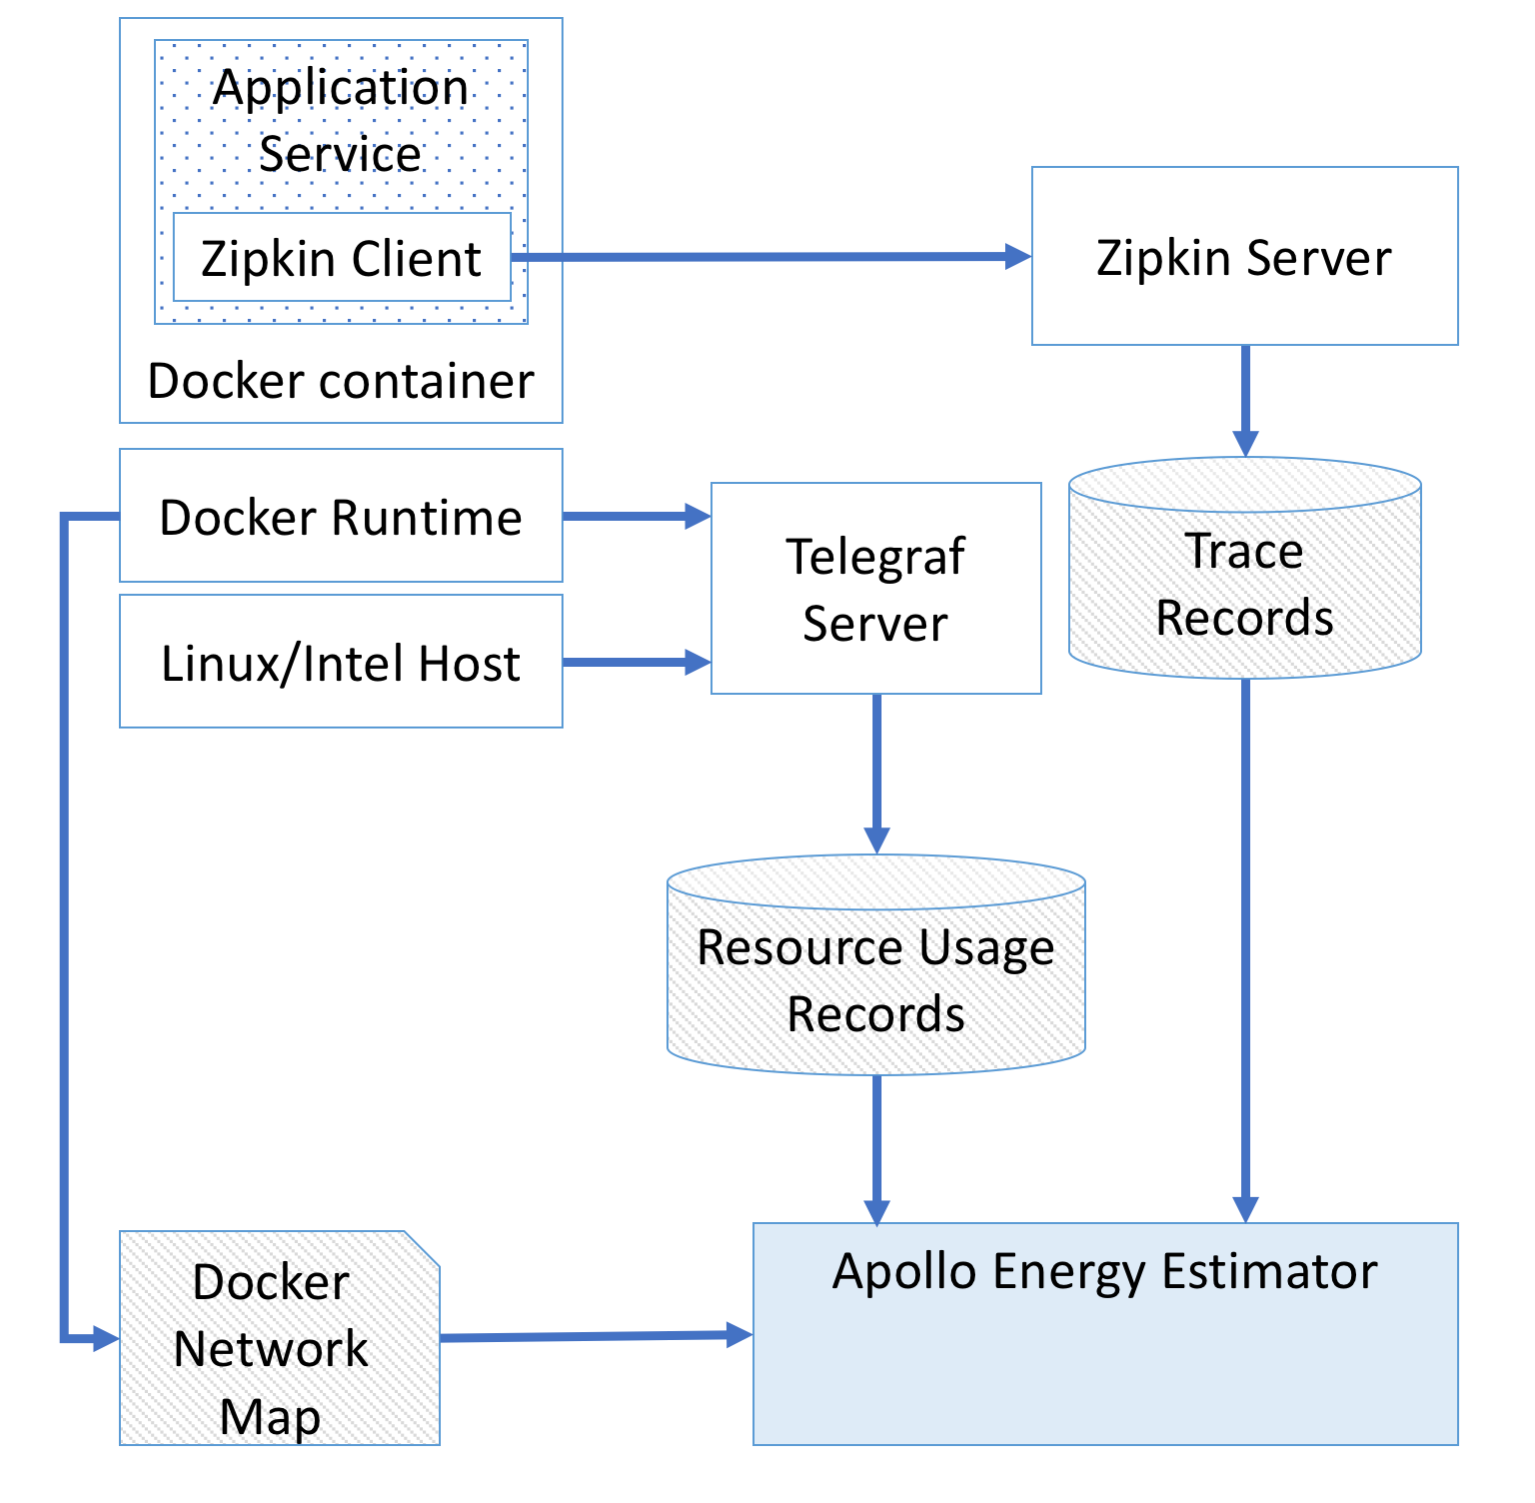 Application
Service
Zipkin Client
Docker container
Zipkin Server
Docker Runtime
Linux/Intel Host
Telegraf
Server
Trace
Records
Resource Usage
Records
Docker
Network
Map
Apollo Energy Estimator